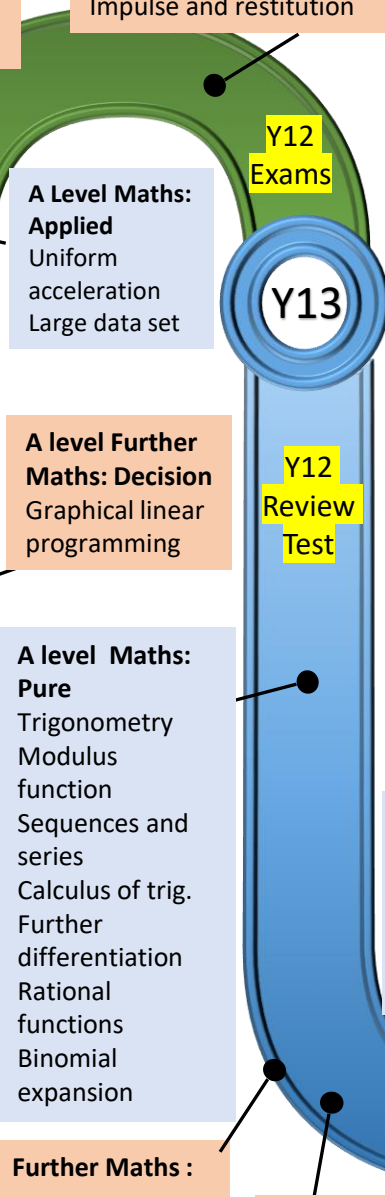 Impulse and restitution
Y12
Exams
A Level Maths:
Applied
Uniform
acceleration
Large data set
Y13
A level Further
Maths: Decision
Graphical linear
programming
Y12
Review
Test
A level Maths:
Pure
Trigonometry
Modulus
function
Sequences and
series
Calculus of trig.
Further
differentiation
Rational
functions
Binomial
expansion
Further Maths :